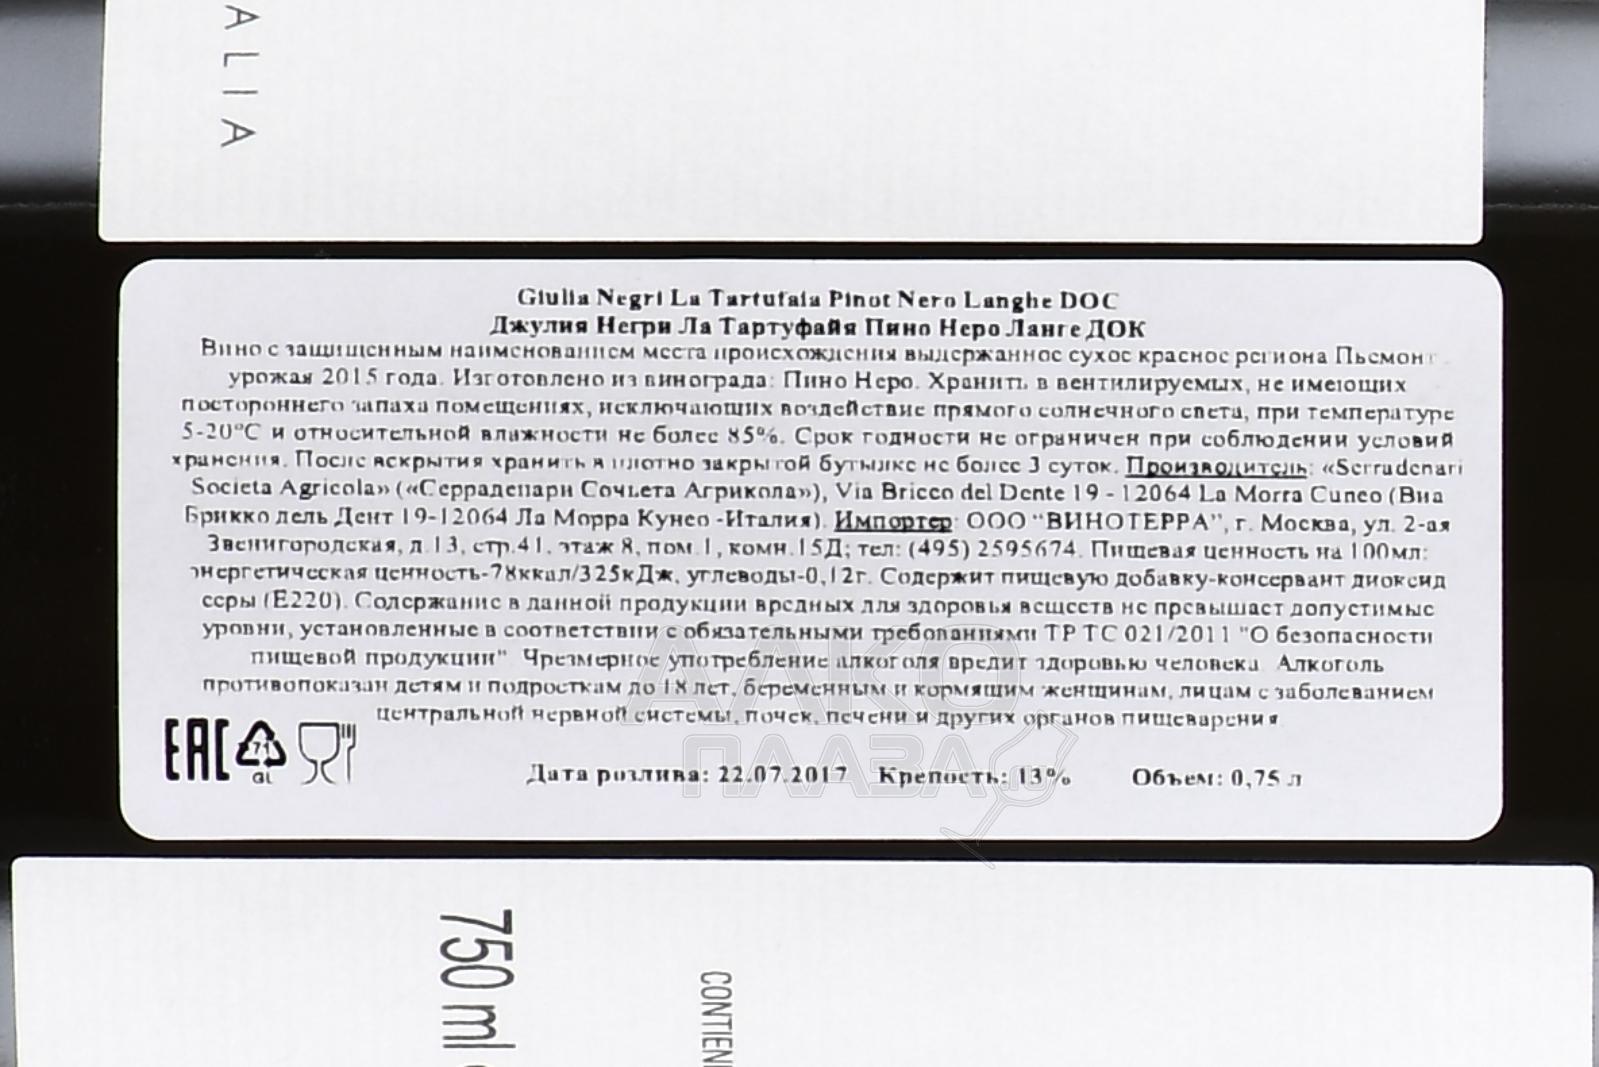 ALIA
Giulia Negri La Tartufaia Pinot Nero Langhe DOC
Джулия Негри Ла Тартуфайя Пино Неро Ланге ДОК
Вино с защищенным наименованием места происхождения выдержанное сухое красное региона Пьемонт
урожая 2015 года. Изготовлено из винограда: Пино Неро. Хранить в вентилируемых, не имеющих
постороннего запаха помещениях, исключающих воздействие прямого солнечного света, при температуре
5-20°С и относительной влажности не более 85%. Срок годности не ограничен при соблюдении условий
хранения. После вскрытия хранить в плотно закрытой бутылке не более 3 суток. Производитель: «Serradenari
Societa Agricola» («Серраденари Сочьета Агрикола»), Via Bricco del Dente 19 - 12064 La Morra Cuneo (Виа
Брикко дель Дент 19-12064 Ла Морра Кунео -Италия). Импортер: ООО "ВИНОТЕРРА", г. Москва, ул. 2-ая
Звенигородская, д.13, стр.41, этаж 8, пом.1, комн.15Д; тел: (495) 2595674. Пищевая ценность на 100мл:
энергетическая ценность-78ккал/325кДж, углеводы-0,12г. Содержит пищевую добавку-консервант диоксид
серы (Е220). Содержание в данной продукции вредных для здоровья веществ не превышает допустимые
уровни, установленные в соответствии с обязательными требованиями ТР ТС 021/2011 "О безопасности
пищевой продукции". Чрезмерное употребление алкоголя вредит здоровью человека. Алкоголь
противопоказан детям и подросткам до 18 лет, беременным и кормящим женщинам, лицам с заболеванием
центральной нервной системы, почек, печени и других органов пищеварения.
EAC 71 GL
Дата розлива: 22.07.2017 Крепость: 13% Объем: 0,75 л
АЛКО
ПЛАЗА.ru
750 ml
CONTIEN